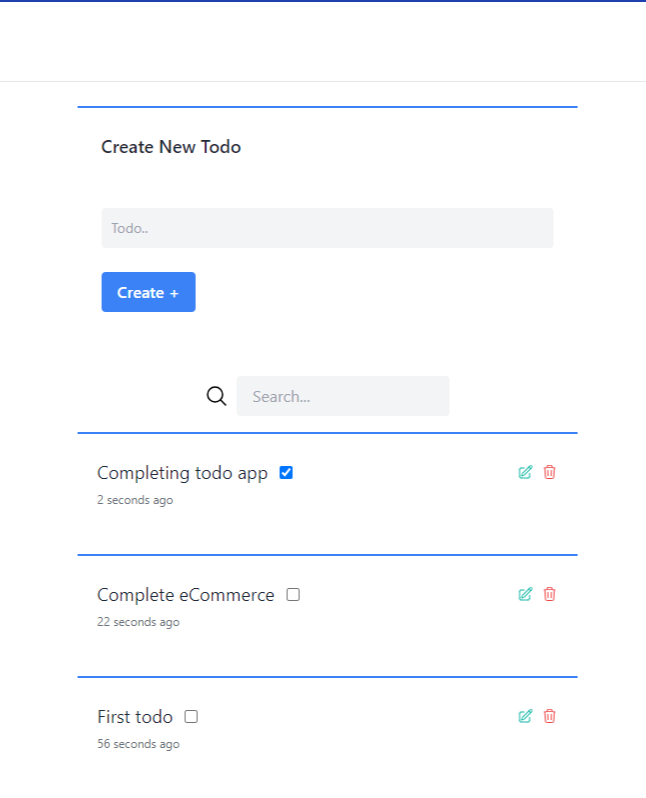 Create New Todo
Todo..
Create +
Search...
Completing todo app
2 seconds ago
Complete eCommerce
22 seconds ago
First todo
56 seconds ago